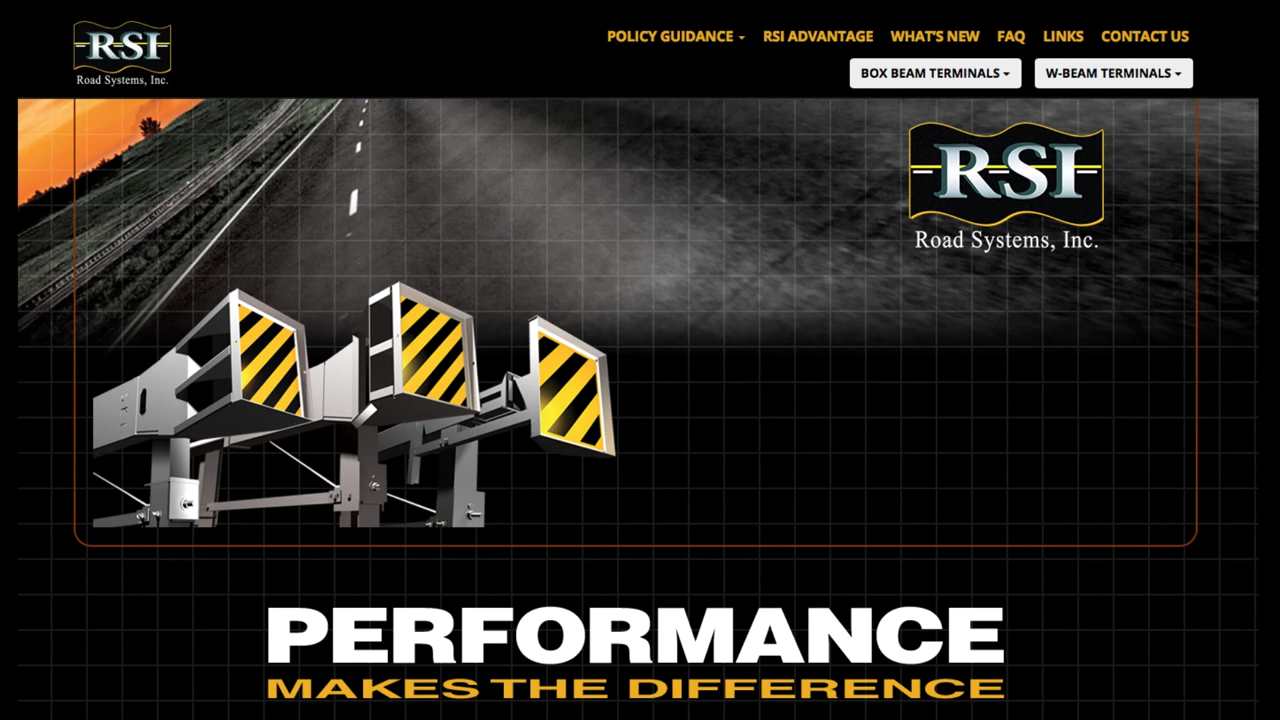 RSI
Road Systems, Inc.
POLICY GUIDANCE
RSI ADVANTAGE
WHAT'S NEW
FAQ
LINKS
CONTACT US
BOX BEAM TERMINALS
W-BEAM TERMINALS
RSI
Road Systems, Inc.
PERFORMANCE
MAKES THE DIFFERENCE